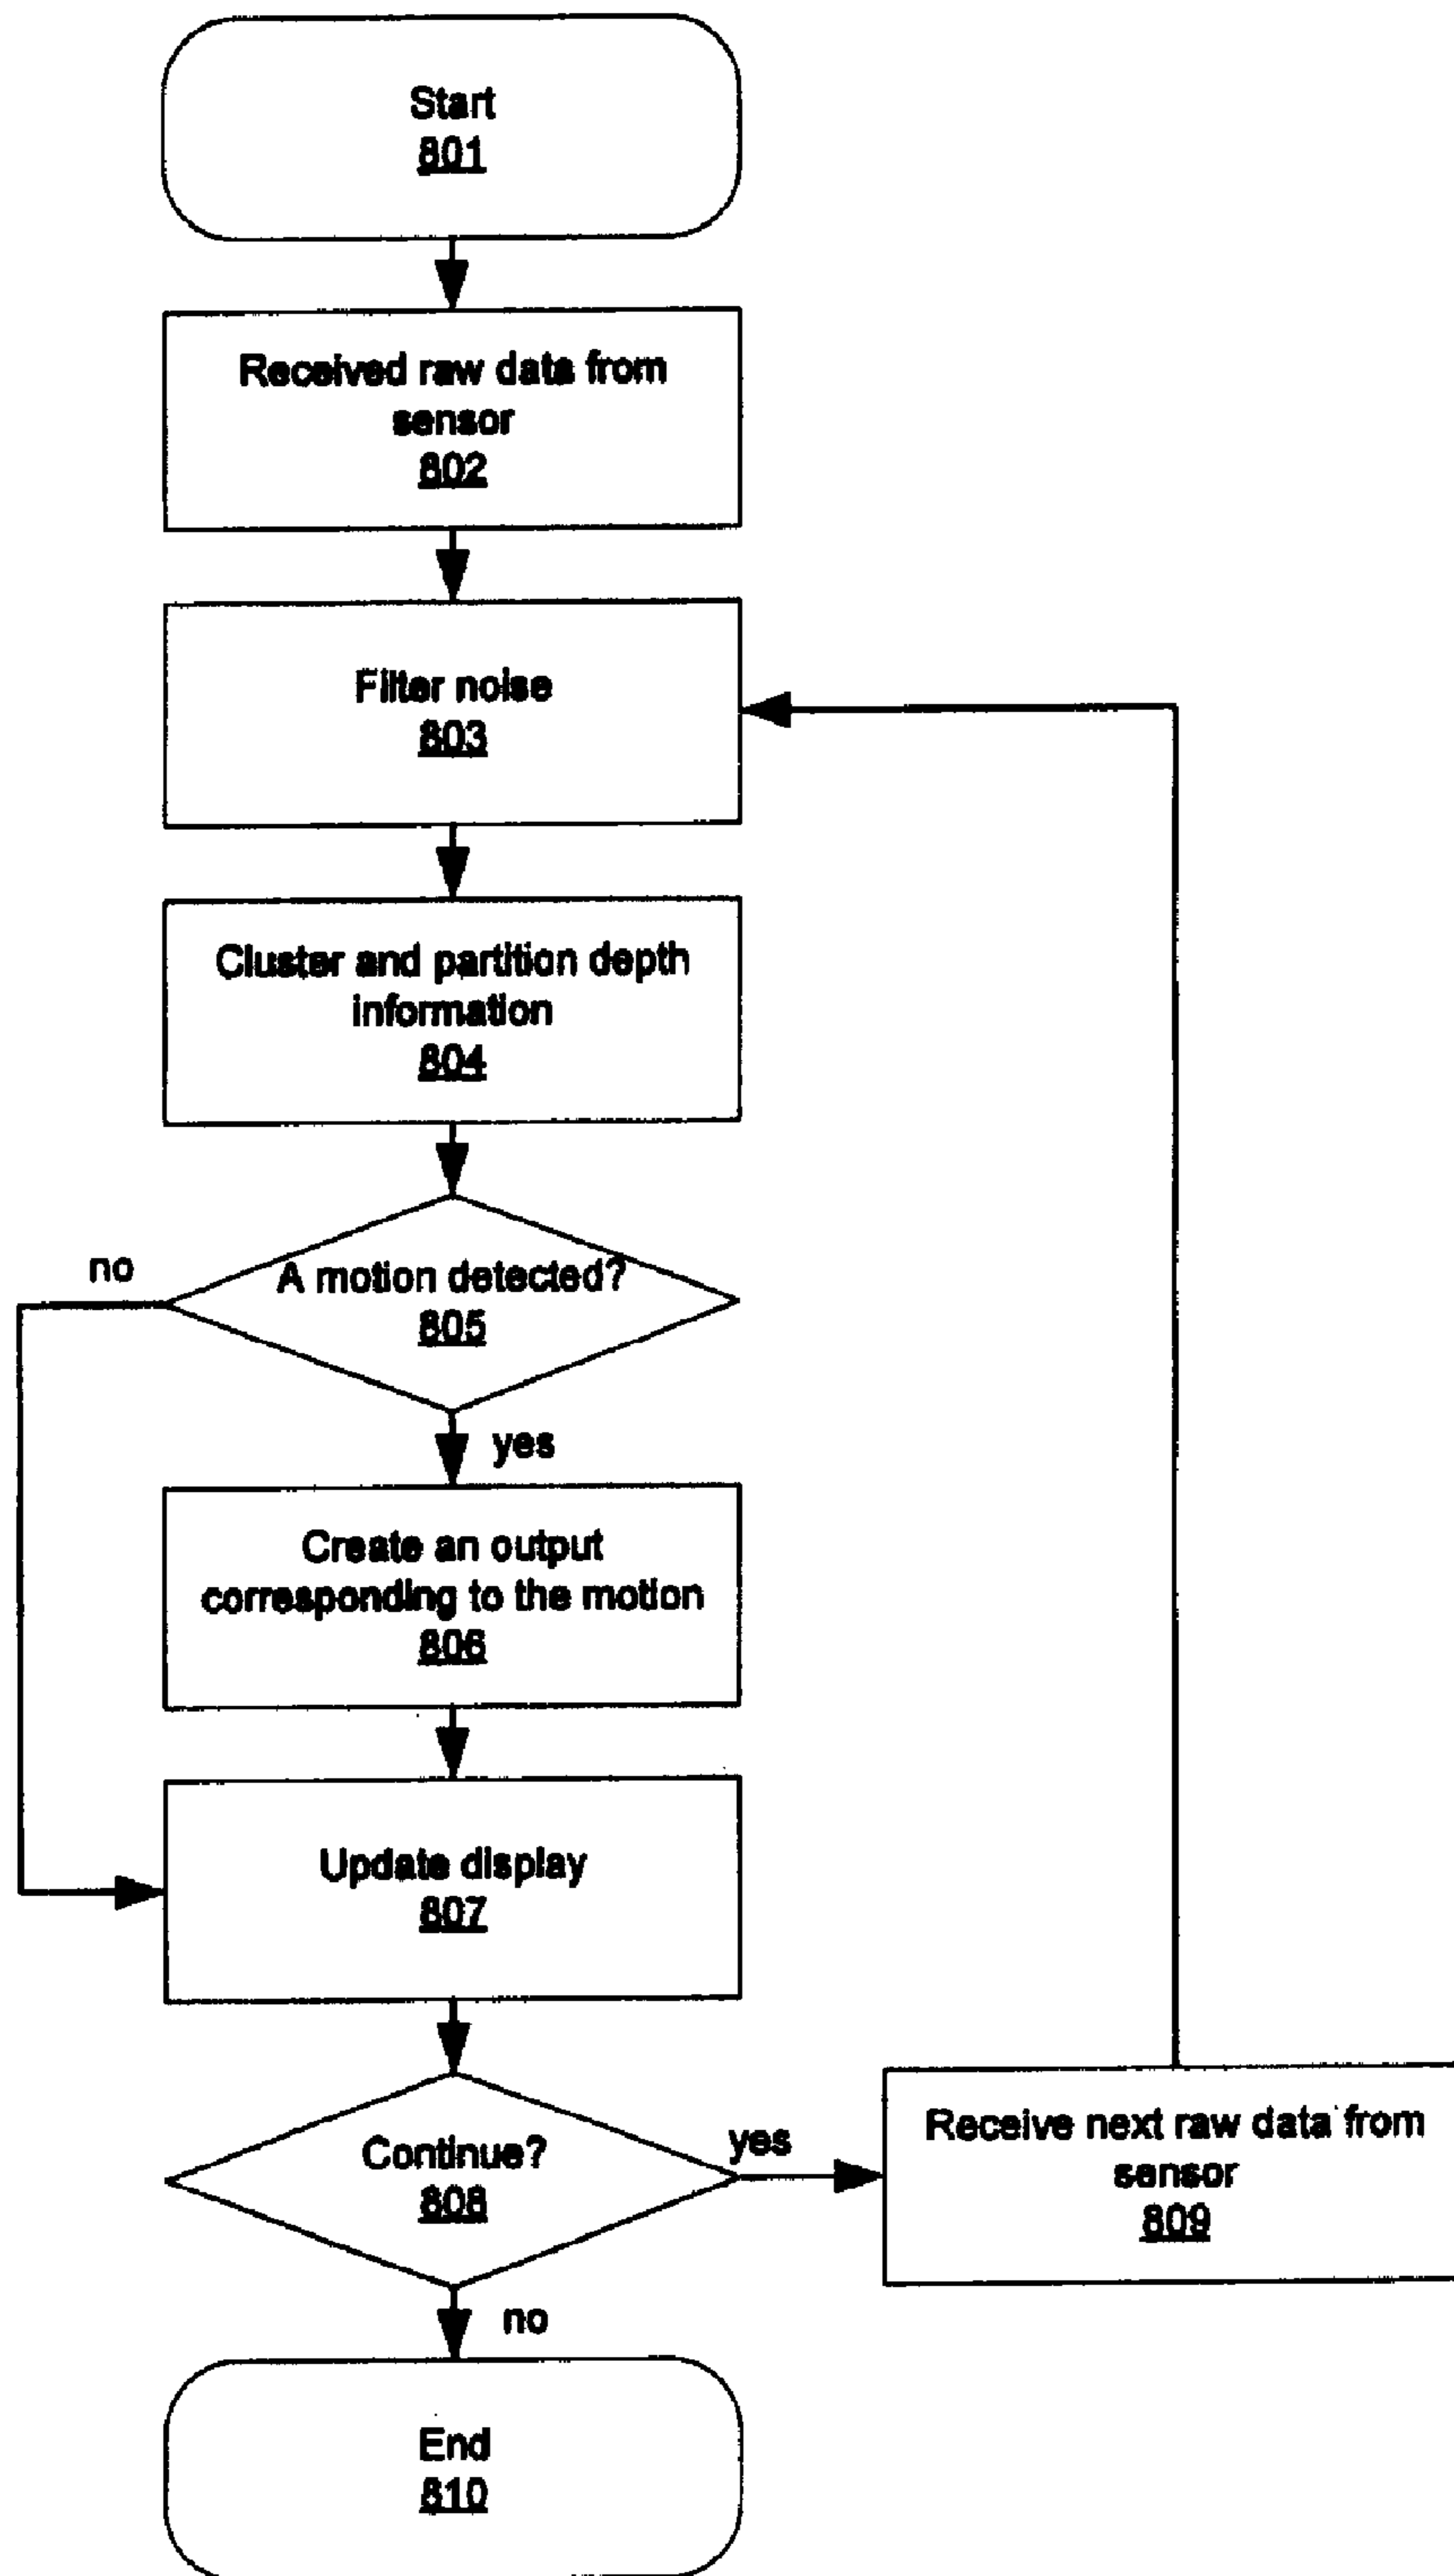 Start
801
Received raw data from
sensor
802
Filter noise
803
Cluster and partition depth
information
804
no
A motion detected?
805
yes
Create an output
corresponding to the motion
806
Update display
807
Continue?
808
yes
Receive next raw data from
sensor
809
no
End
810